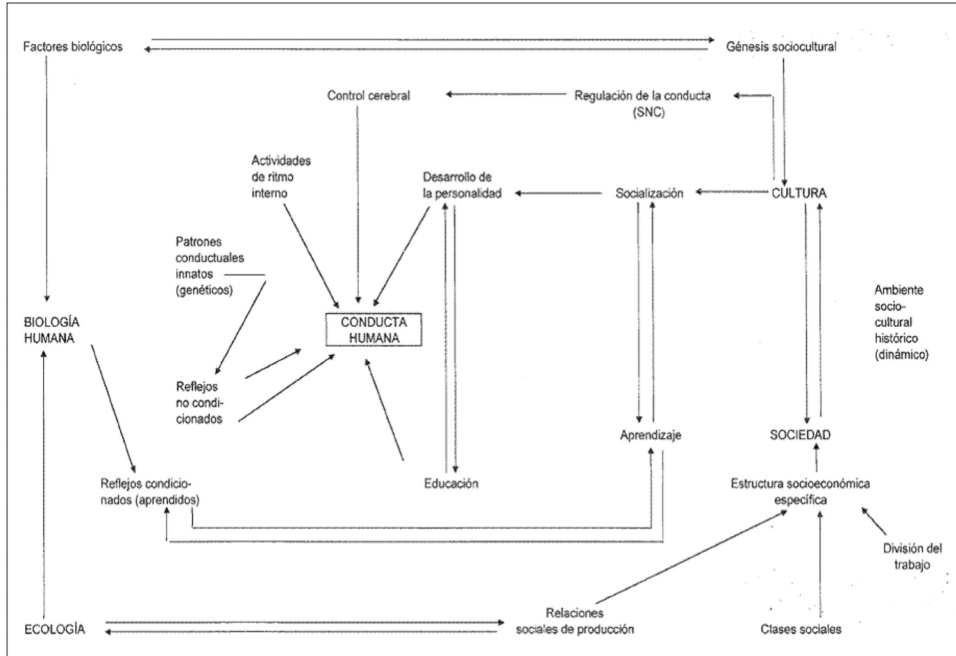 Factores biológicos
Génesis sociocultural
Control cerebral
Regulación de la conducta
(SNC)
Actividades
de ritmo
interno
Desarrollo de
la personalidad
Socialización
CULTURA
Patrones
conductuales
innatos
(genéticos)
Ambiente
socio-
cultural
histórico
(dinámico)
BIOLOGÍA
HUMANA
CONDUCTA
HUMANA
Reflejos
no condi-
cionados
Aprendizaje
SOCIEDAD
Reflejos condicio-
nados (aprendidos)
Educación
Estructura socioeconómica
específica
División del
trabajo
ECOLOGÍA
Relaciones
sociales de producción
Clases sociales